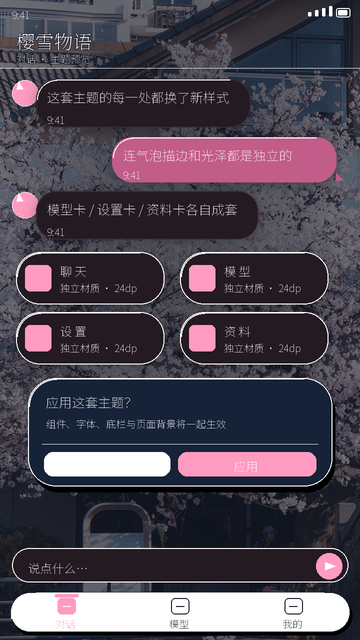 9:41
樱雪物语
对话 · 主题预览
这套主题的每一处都换了新样式
9:41
连气泡描边和光泽都是独立的
9:41
模型卡 / 设置卡 / 资料卡各自成套
9:41
聊天
独立材质 · 24dp
模型
独立材质 · 24dp
设置
独立材质 · 24dp
资料
独立材质 · 24dp
应用这套主题?
组件、字体、底栏与页面背景将一起生效
应用
说点什么…
对话
模型
我的